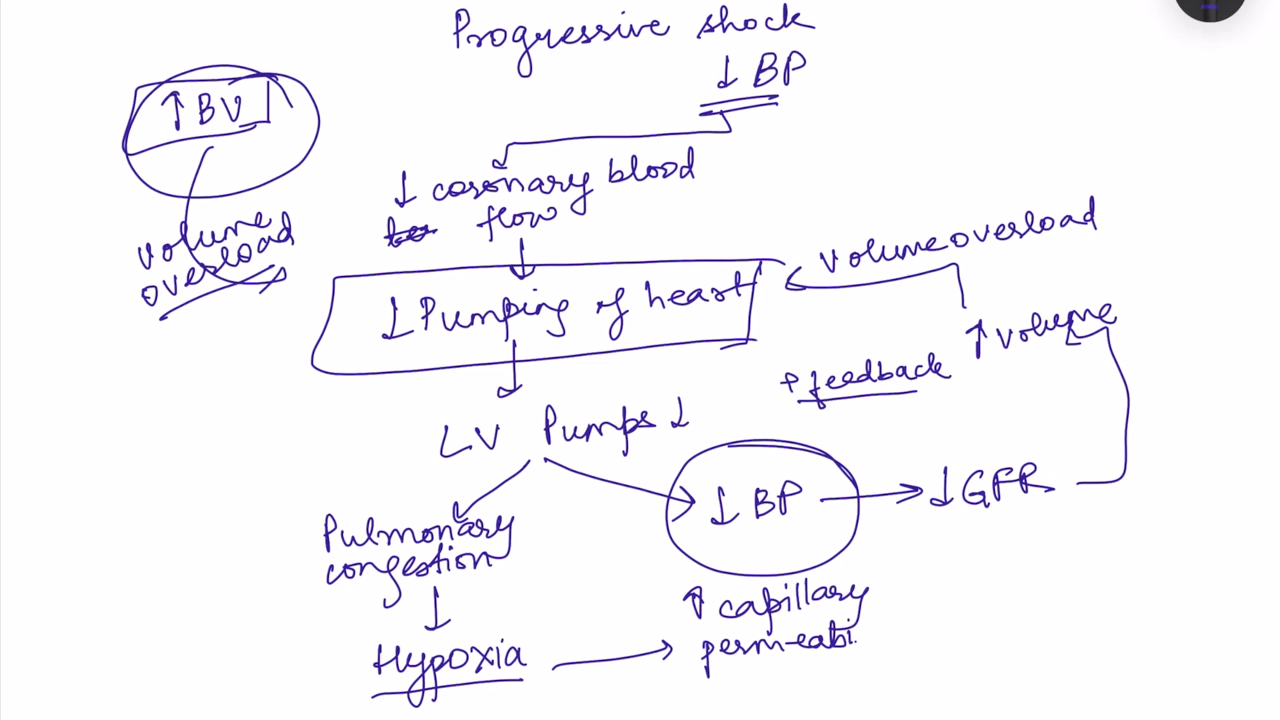 Progressive shock
↓ BP
↑ BV
↓ coronary blood
flow
volume
overload
volume overload
↓ Pumping of heart
↑ volume
+ feedback
LV Pumps ↓
↓ BP
↓ GFR
Pulmonary
congestion
↓
↑ capillary
permeabi
Hypoxia